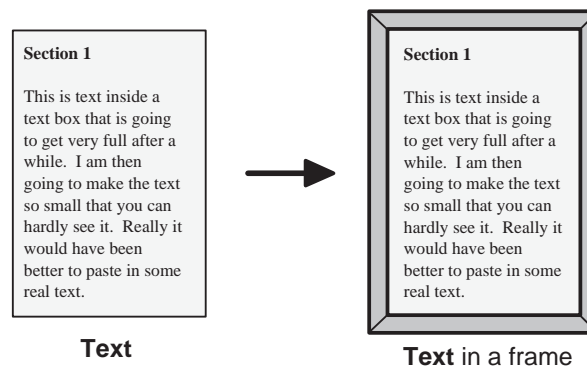 Section 1
This is text inside a
text box that is going
to get very full after a
while.  I am then
going to make the text
so small that you can
hardly see it.  Really it
would have been
better to paste in some
real text.
Text
Section 1
This is text inside a
text box that is going
to get very full after a
while.  I am then
going to make the text
so small that you can
hardly see it.  Really it
would have been
better to paste in some
real text.
Text in a frame